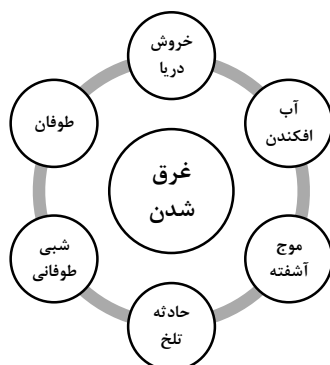 خروش
دریا
آب
افکندن
موج
آشفته
حادثه
تلخ
شبی
طوفانی
طوفان
غرق
شدن